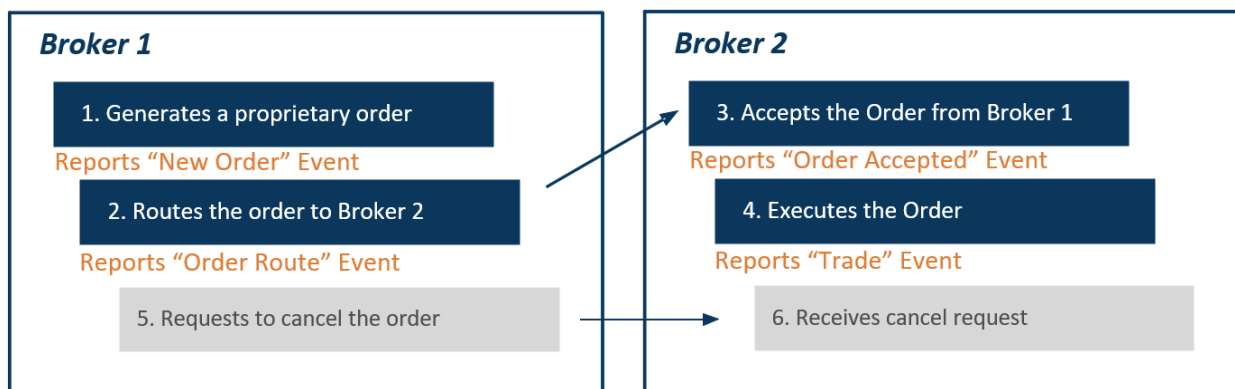 Broker 1
1. Generates a proprietary order
Reports “New Order” Event
2. Routes the order to Broker 2
Reports “Order Route” Event
5. Requests to cancel the order
Broker 2
3. Accepts the Order from Broker 1
Reports “Order Accepted” Event
4. Executes the Order
Reports “Trade” Event
6. Receives cancel request